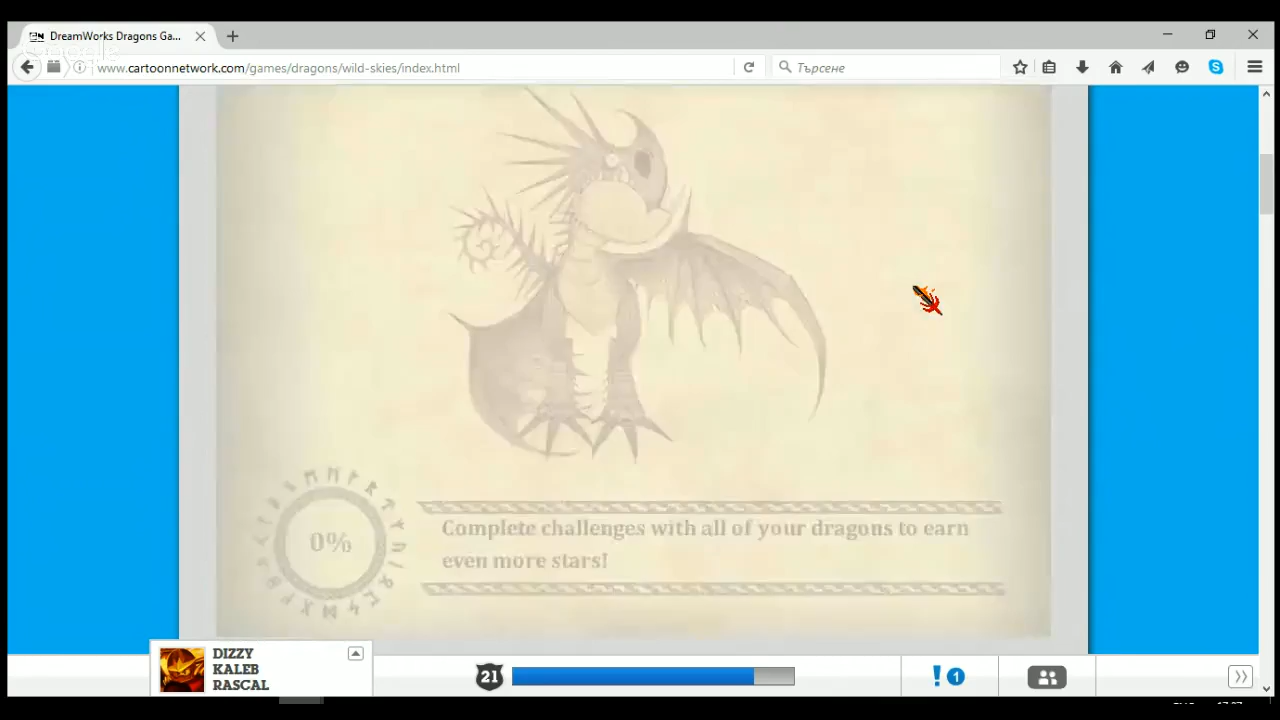 DreamWorks Dragons Ga...
www.cartoonnetwork.com/games/dragons/wild-skies/index.html
Търсене
0%
Complete challenges with all of your dragons to earn
even more stars!
DIZZY
KALEB
RASCAL
21
!
1